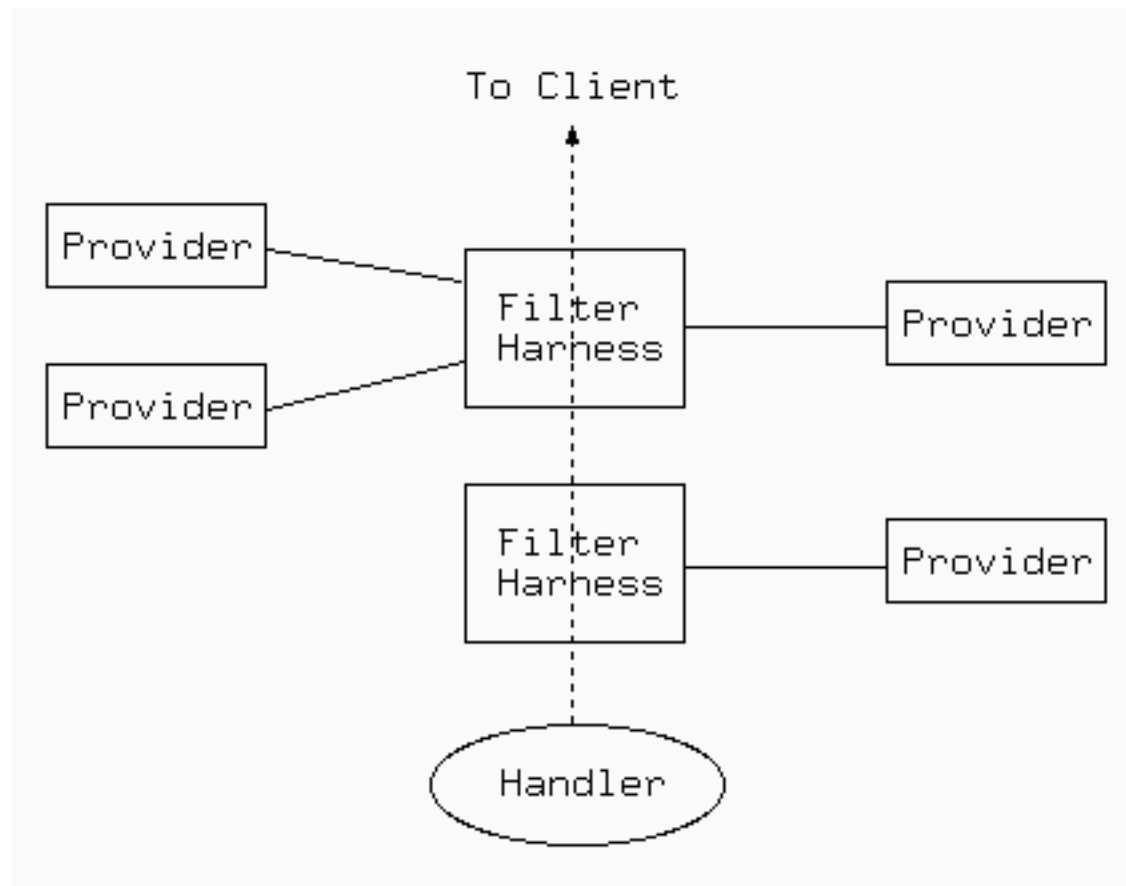 To Client
Provider
Filter
Harness
Provider
Provider
Filter
Harness
Provider
Handler